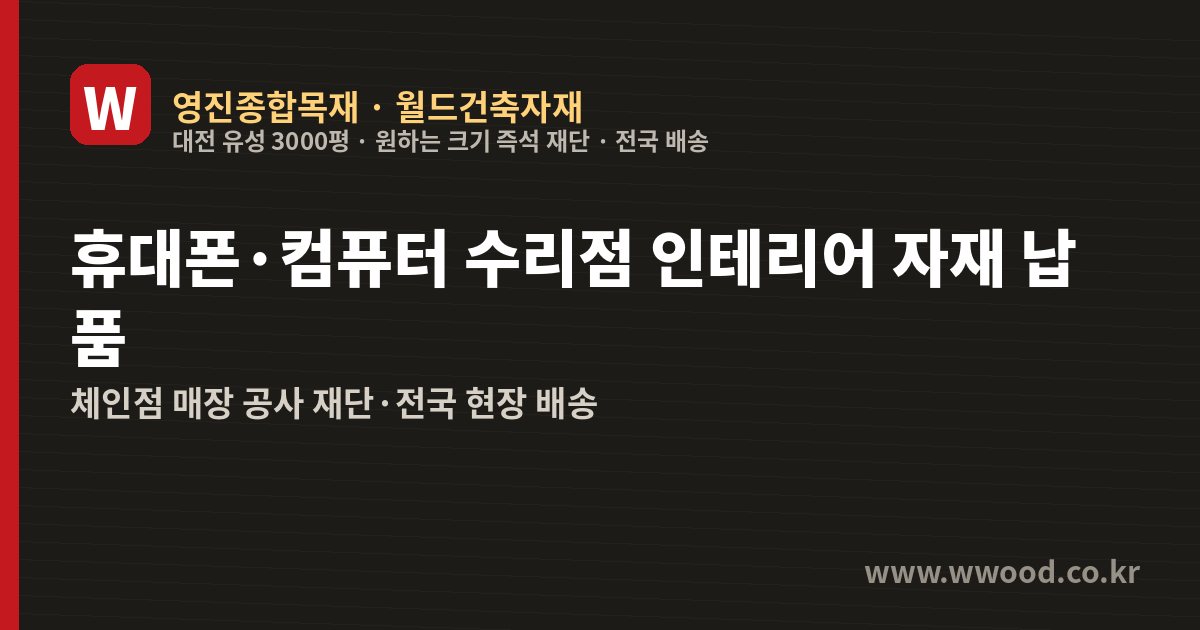 W
영진종합목재 · 월드건축자재
대전 유성 3000평 · 원하는 크기 즉석 재단 · 전국 배송
휴대폰·컴퓨터 수리점 인테리어 자재 납
품
체인점 매장 공사 재단·전국 현장 배송
www.wwood.co.kr